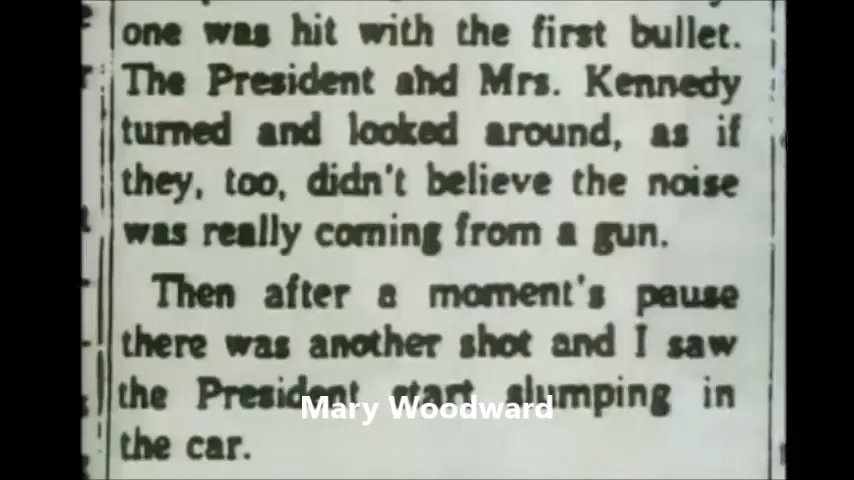 one was hit with the first bullet.
The President and Mrs. Kennedy
turned and looked around, as if
they, too, didn't believe the noise
was really coming from a gun.
Then after a moment's pause
there was another shot and I saw
the President start slumping in
Mary Woodward
the car.